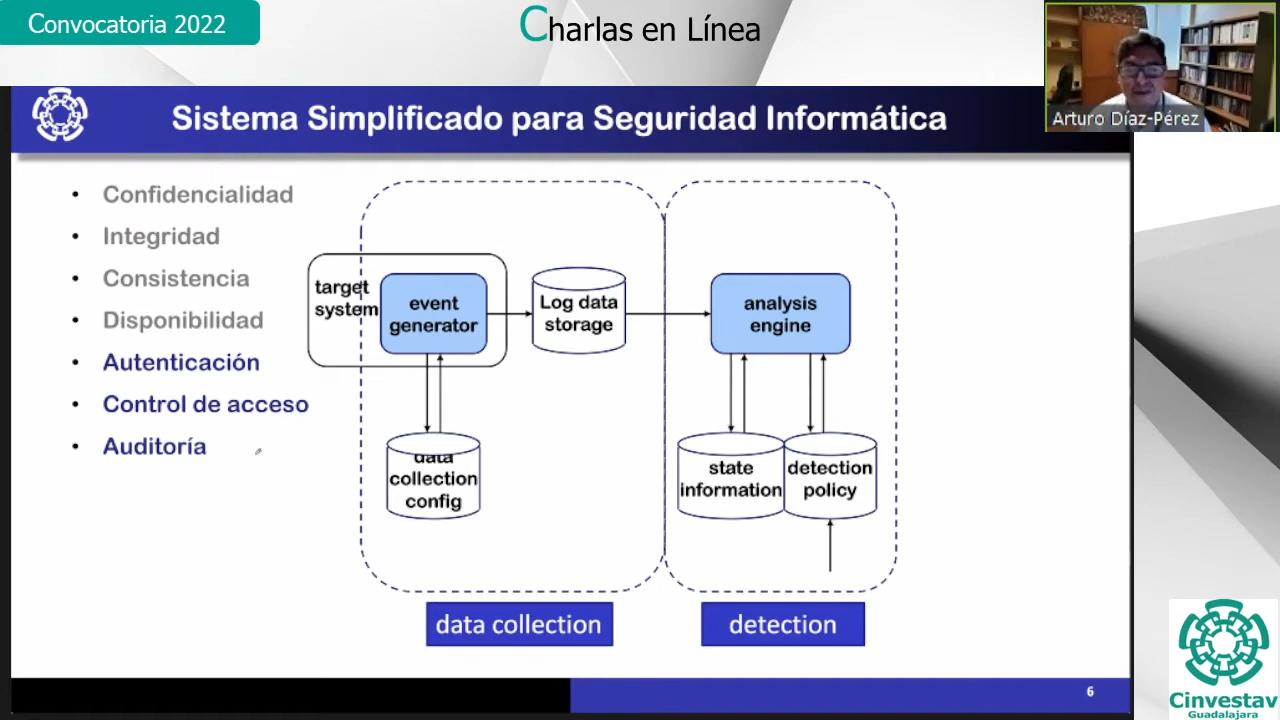 Convocatoria 2022
Charlas en Línea
Arturo Díaz-Pérez
Sistema Simplificado para Seguridad Informática
• Confidencialidad
• Integridad
• Consistencia
• Disponibilidad
• Autenticación
• Control de acceso
• Auditoría
target
system
event
generator
Log data
storage
analysis
engine
data
collection
config
state
information
detection
policy
data collection
detection
6
Cinvestav
Guadalajara